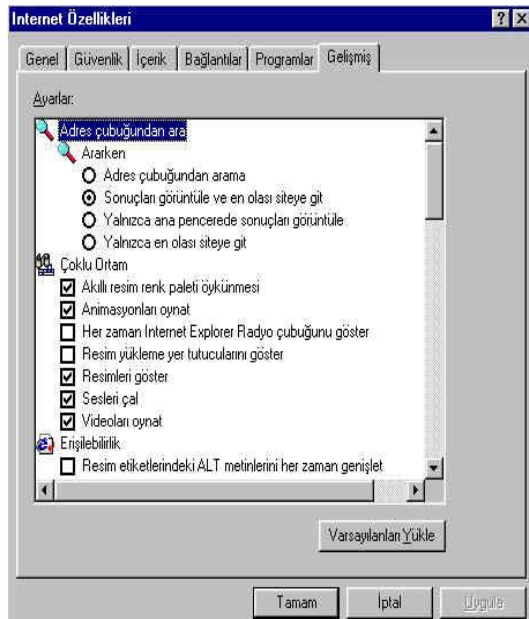 Internet Özellikleri
Genel Güvenlik İçerik Bağlantılar Programlar Gelişmiş
Ayarlar:
Adres çubuğundan ara
Ararken
Adres çubuğundan arama
Sonuçları görüntüle ve en olası siteye git
Yalnızca ana pencerede sonuçları görüntüle
Yalnızca en olası siteye git
Çoklu Ortam
Akıllı resim renk paleti öykünmesi
Animasyonları oynat
Her zaman Internet Explorer Radyo çubuğunu göster
Resim yükleme yer tutucularını göster
Resimleri göster
Sesleri çal
Videoları oynat
Erişilebilirlik
Resim etiketlerindeki ALT metinlerini her zaman genişlet
Varsayılanları Yükle
Tamam İptal Uygula